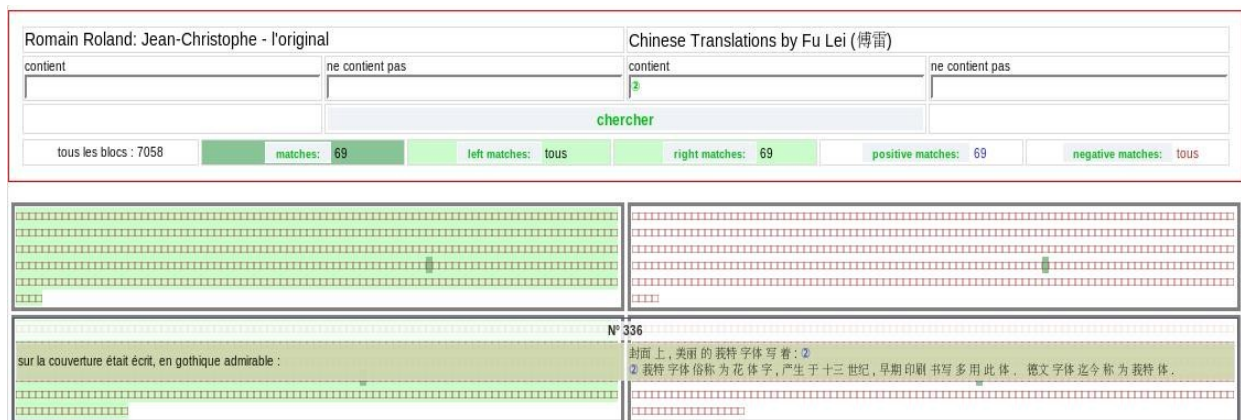 Romain Roland: Jean-Christophe - l'original
Chinese Translations by Fu Lei (傅雷)
contient
ne contient pas
contient
ne contient pas
②
chercher
tous les blocs : 7058
matches: 69
left matches: tous
right matches: 69
positive matches: 69
negative matches: tous
N° 336
sur la couverture était écrit, en gothique admirable :
封面上，美丽的莪特字体写着：②
② 莪特字体俗称为花体字，产生于十三世纪，早期印刷书写多用此体． 德文字体迄今称为莪特体．